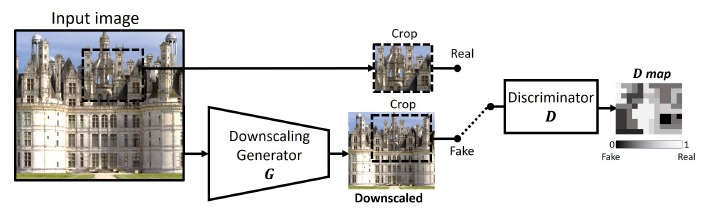 Input image
Crop
Real
Crop
Downscaling
Generator
G
Downscaled
Fake
Discriminator
D
D map
0
1
Fake
Real